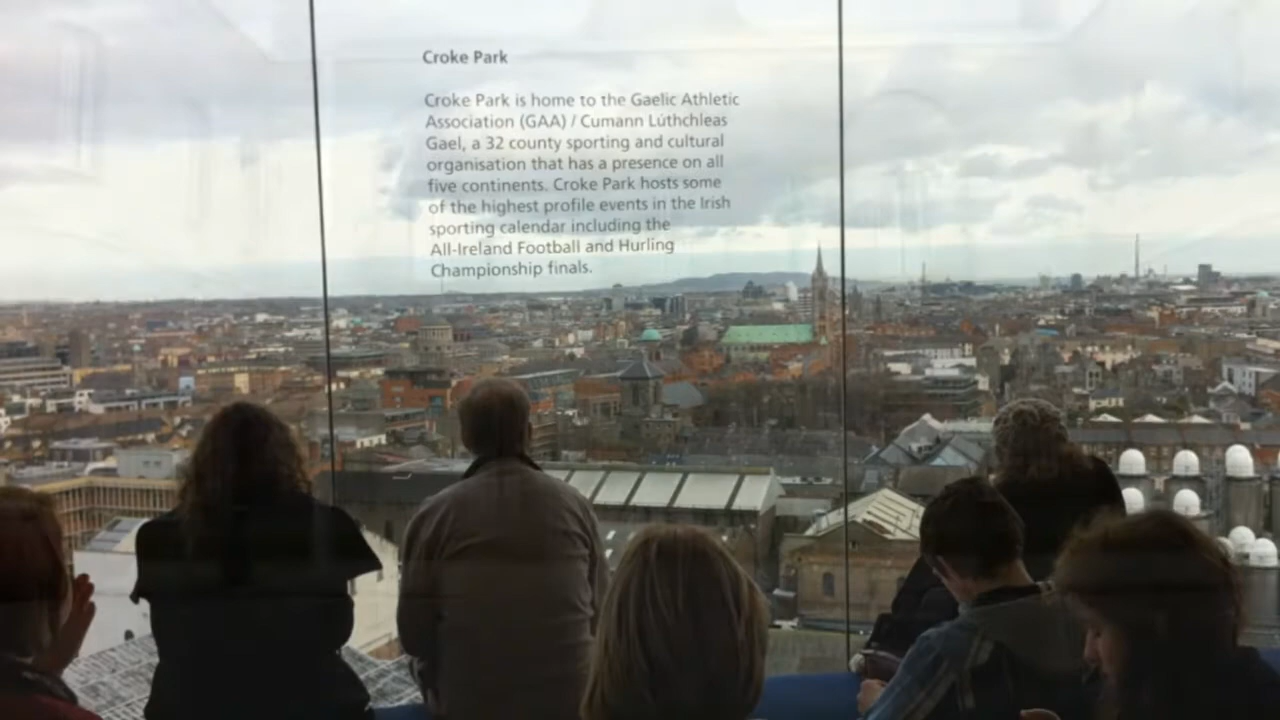 Croke Park
Croke Park is home to the Gaelic Athletic
Association (GAA) / Cumann Lúthchleas
Gael, a 32 county sporting and cultural
organisation that has a presence on all
five continents. Croke Park hosts some
of the highest profile events in the Irish
sporting calendar including the
All-Ireland Football and Hurling
Championship finals.